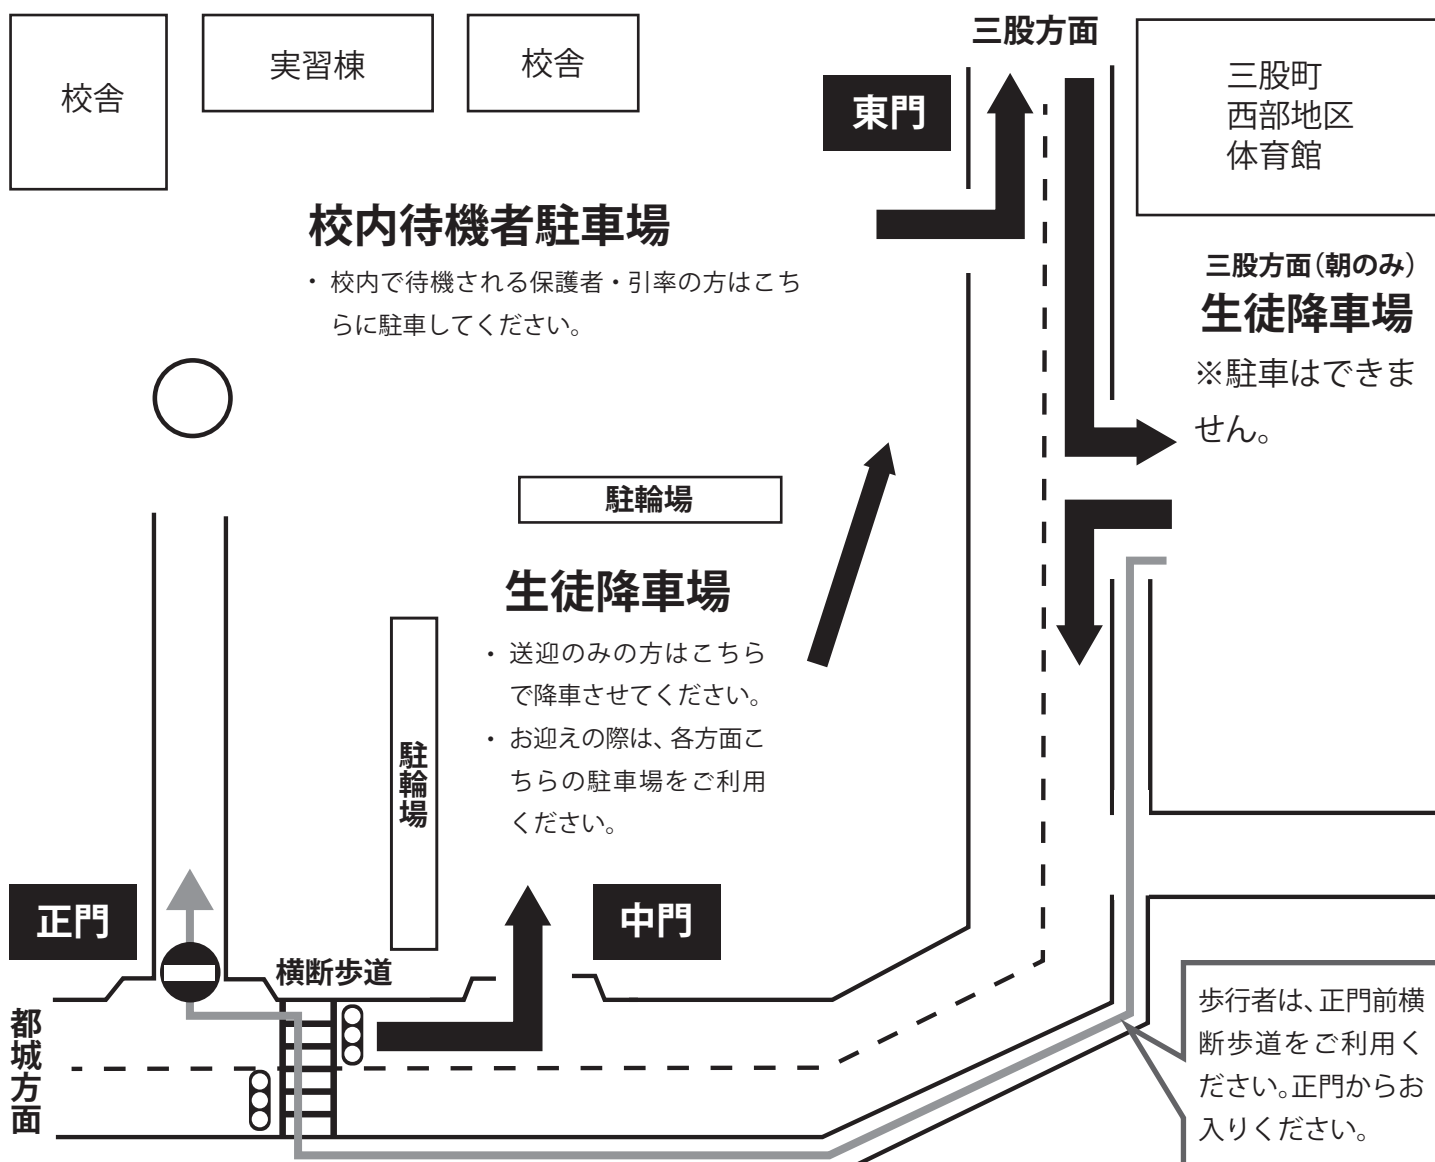 三股方面
校舎
実習棟
校舎
東門
三股町
西部地区
体育館
校内待機者駐車場
・ 校内で待機される保護者・引率の方はこち
らに駐車してください。
三股方面（朝のみ）
生徒降車場
※駐車はできま
せん。
駐輪場
生徒降車場
・ 送迎のみの方はこちら
で降車させてください。
・ お迎えの際は、各方面こ
ちらの駐車場をご利用
ください。
駐輪場
正門
中門
横断歩道
都城方面
歩行者は、正門前横
断歩道をご利用く
ださい。正門からお
入りください。